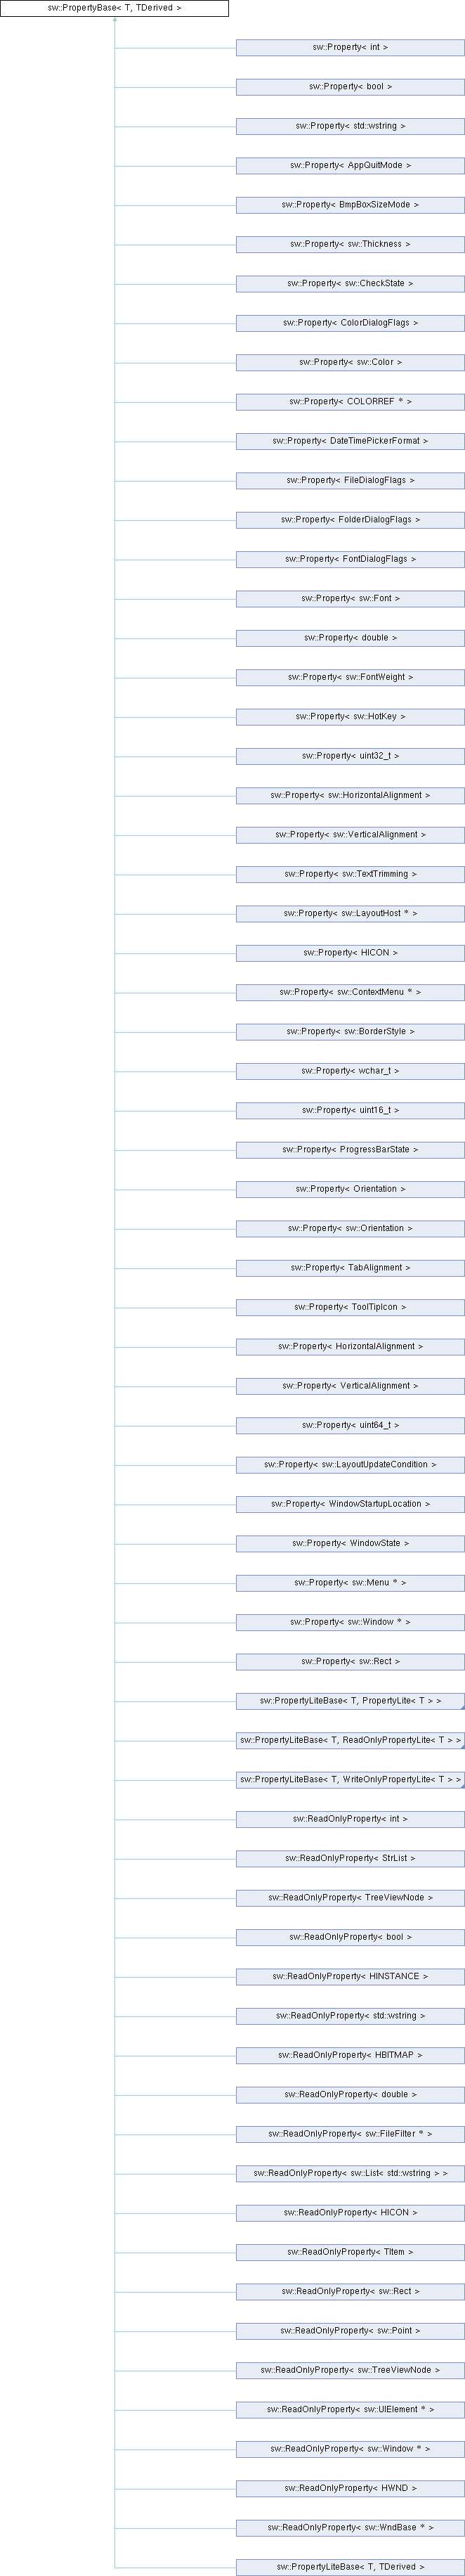 sw::PropertyBase< T, TDerived >
sw::Property< int >
sw::Property< bool >
sw::Property< std::wstring >
sw::Property< AppQuitMode >
sw::Property< BmpBoxSizeMode >
sw::Property< sw::Thickness >
sw::Property< sw::CheckState >
sw::Property< ColorDialogFlags >
sw::Property< sw::Color >
sw::Property< COLORREF * >
sw::Property< DateTimePickerFormat >
sw::Property< FileDialogFlags >
sw::Property< FolderDialogFlags >
sw::Property< FontDialogFlags >
sw::Property< sw::Font >
sw::Property< double >
sw::Property< sw::FontWeight >
sw::Property< sw::HotKey >
sw::Property< uint32_t >
sw::Property< sw::HorizontalAlignment >
sw::Property< sw::VerticalAlignment >
sw::Property< sw::TextTrimming >
sw::Property< sw::LayoutHost * >
sw::Property< HICON >
sw::Property< sw::ContextMenu * >
sw::Property< sw::BorderStyle >
sw::Property< wchar_t >
sw::Property< uint16_t >
sw::Property< ProgressBarState >
sw::Property< Orientation >
sw::Property< sw::Orientation >
sw::Property< TabAlignment >
sw::Property< ToolTipIcon >
sw::Property< HorizontalAlignment >
sw::Property< VerticalAlignment >
sw::Property< uint64_t >
sw::Property< sw::LayoutUpdateCondition >
sw::Property< WindowStartupLocation >
sw::Property< WindowState >
sw::Property< sw::Menu * >
sw::Property< sw::Window * >
sw::Property< sw::Rect >
sw::PropertyLiteBase< T, PropertyLite< T > >
sw::PropertyLiteBase< T, ReadOnlyPropertyLite< T > >
sw::PropertyLiteBase< T, WriteOnlyPropertyLite< T > >
sw::ReadOnlyProperty< int >
sw::ReadOnlyProperty< StrList >
sw::ReadOnlyProperty< TreeViewNode >
sw::ReadOnlyProperty< bool >
sw::ReadOnlyProperty< HINSTANCE >
sw::ReadOnlyProperty< std::wstring >
sw::ReadOnlyProperty< HBITMAP >
sw::ReadOnlyProperty< double >
sw::ReadOnlyProperty< sw::FileFilter * >
sw::ReadOnlyProperty< sw::List< std::wstring > >
sw::ReadOnlyProperty< HICON >
sw::ReadOnlyProperty< TItem >
sw::ReadOnlyProperty< sw::Rect >
sw::ReadOnlyProperty< sw::Point >
sw::ReadOnlyProperty< sw::TreeViewNode >
sw::ReadOnlyProperty< sw::UIElement * >
sw::ReadOnlyProperty< sw::Window * >
sw::ReadOnlyProperty< HWND >
sw::ReadOnlyProperty< sw::WndBase * >
sw::PropertyLiteBase< T, TDerived >